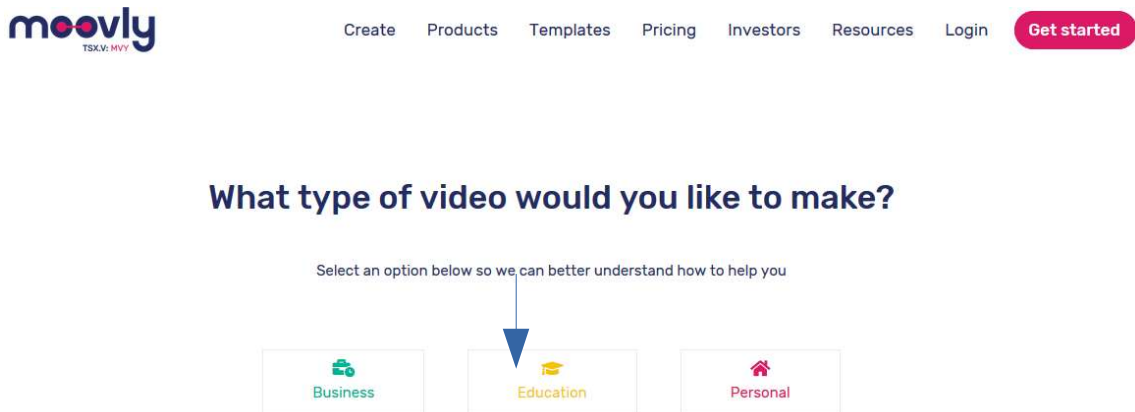 moovly
TSX.V: MVY
Create Products Templates Pricing Investors Resources Login Get started
What type of video would you like to make?
Select an option below so we can better understand how to help you
Business Education Personal